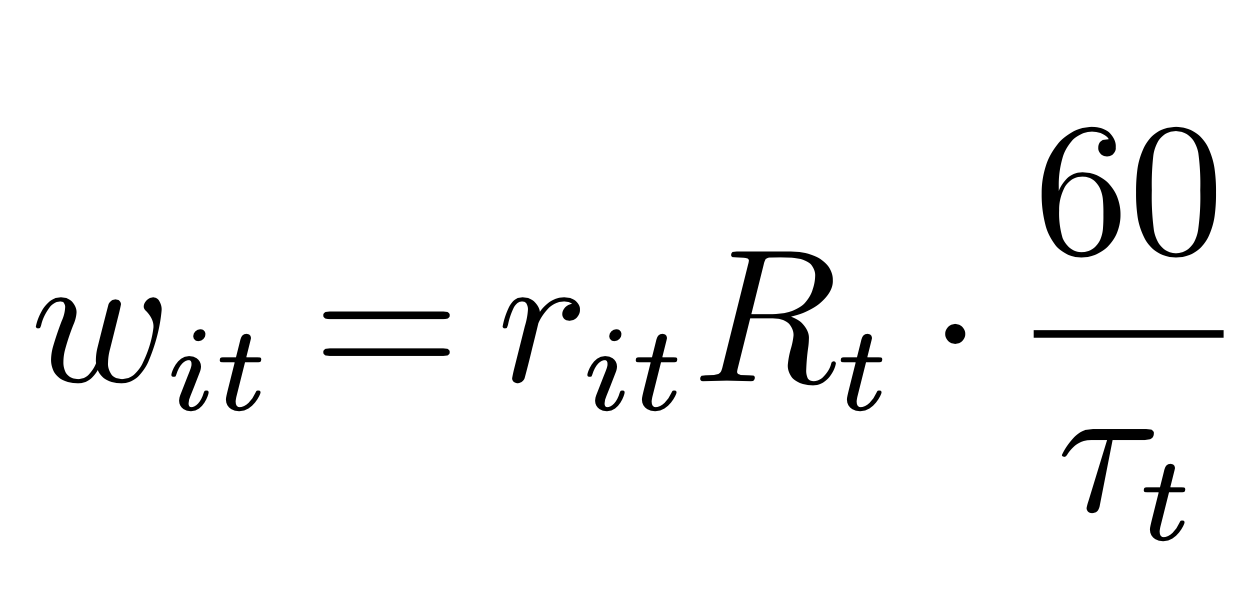 w_{it} = r_{it} R_t \cdot \frac{60}{\tau_t}